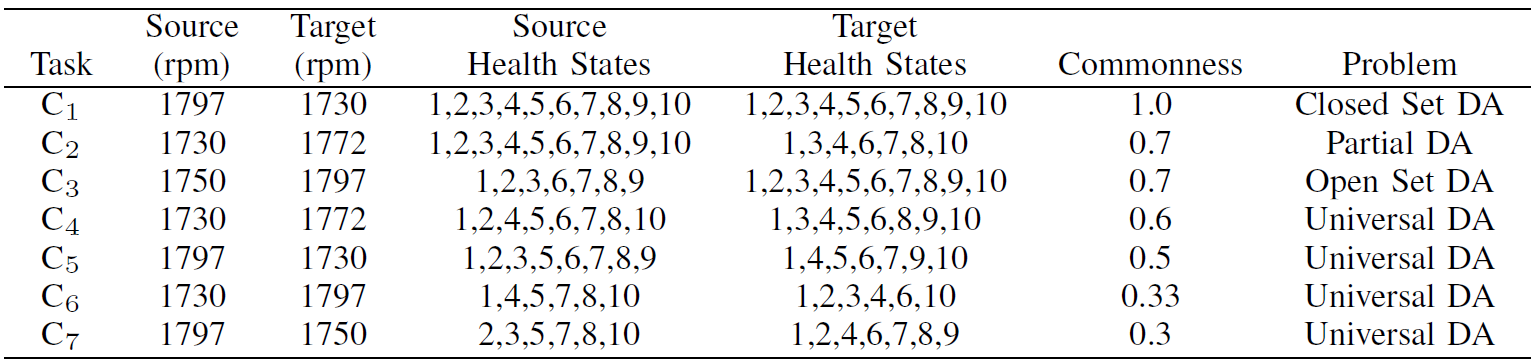 Source Target Source Target
Task (rpm) (rpm) Health States Health States Commonness Problem
C1 1797 1730 1,2,3,4,5,6,7,8,9,10 1,2,3,4,5,6,7,8,9,10 1.0 Closed Set DA
C2 1730 1772 1,2,3,4,5,6,7,8,9,10 1,3,4,6,7,8,10 0.7 Partial DA
C3 1750 1797 1,2,3,6,7,8,9 1,2,3,4,5,6,7,8,9,10 0.7 Open Set DA
C4 1730 1772 1,2,4,5,6,7,8,10 1,3,4,5,6,8,9,10 0.6 Universal DA
C5 1797 1730 1,2,3,5,6,7,8,9 1,4,5,6,7,9,10 0.5 Universal DA
C6 1730 1797 1,4,5,7,8,10 1,2,3,4,6,10 0.33 Universal DA
C7 1797 1750 2,3,5,7,8,10 1,2,4,6,7,8,9 0.3 Universal DA